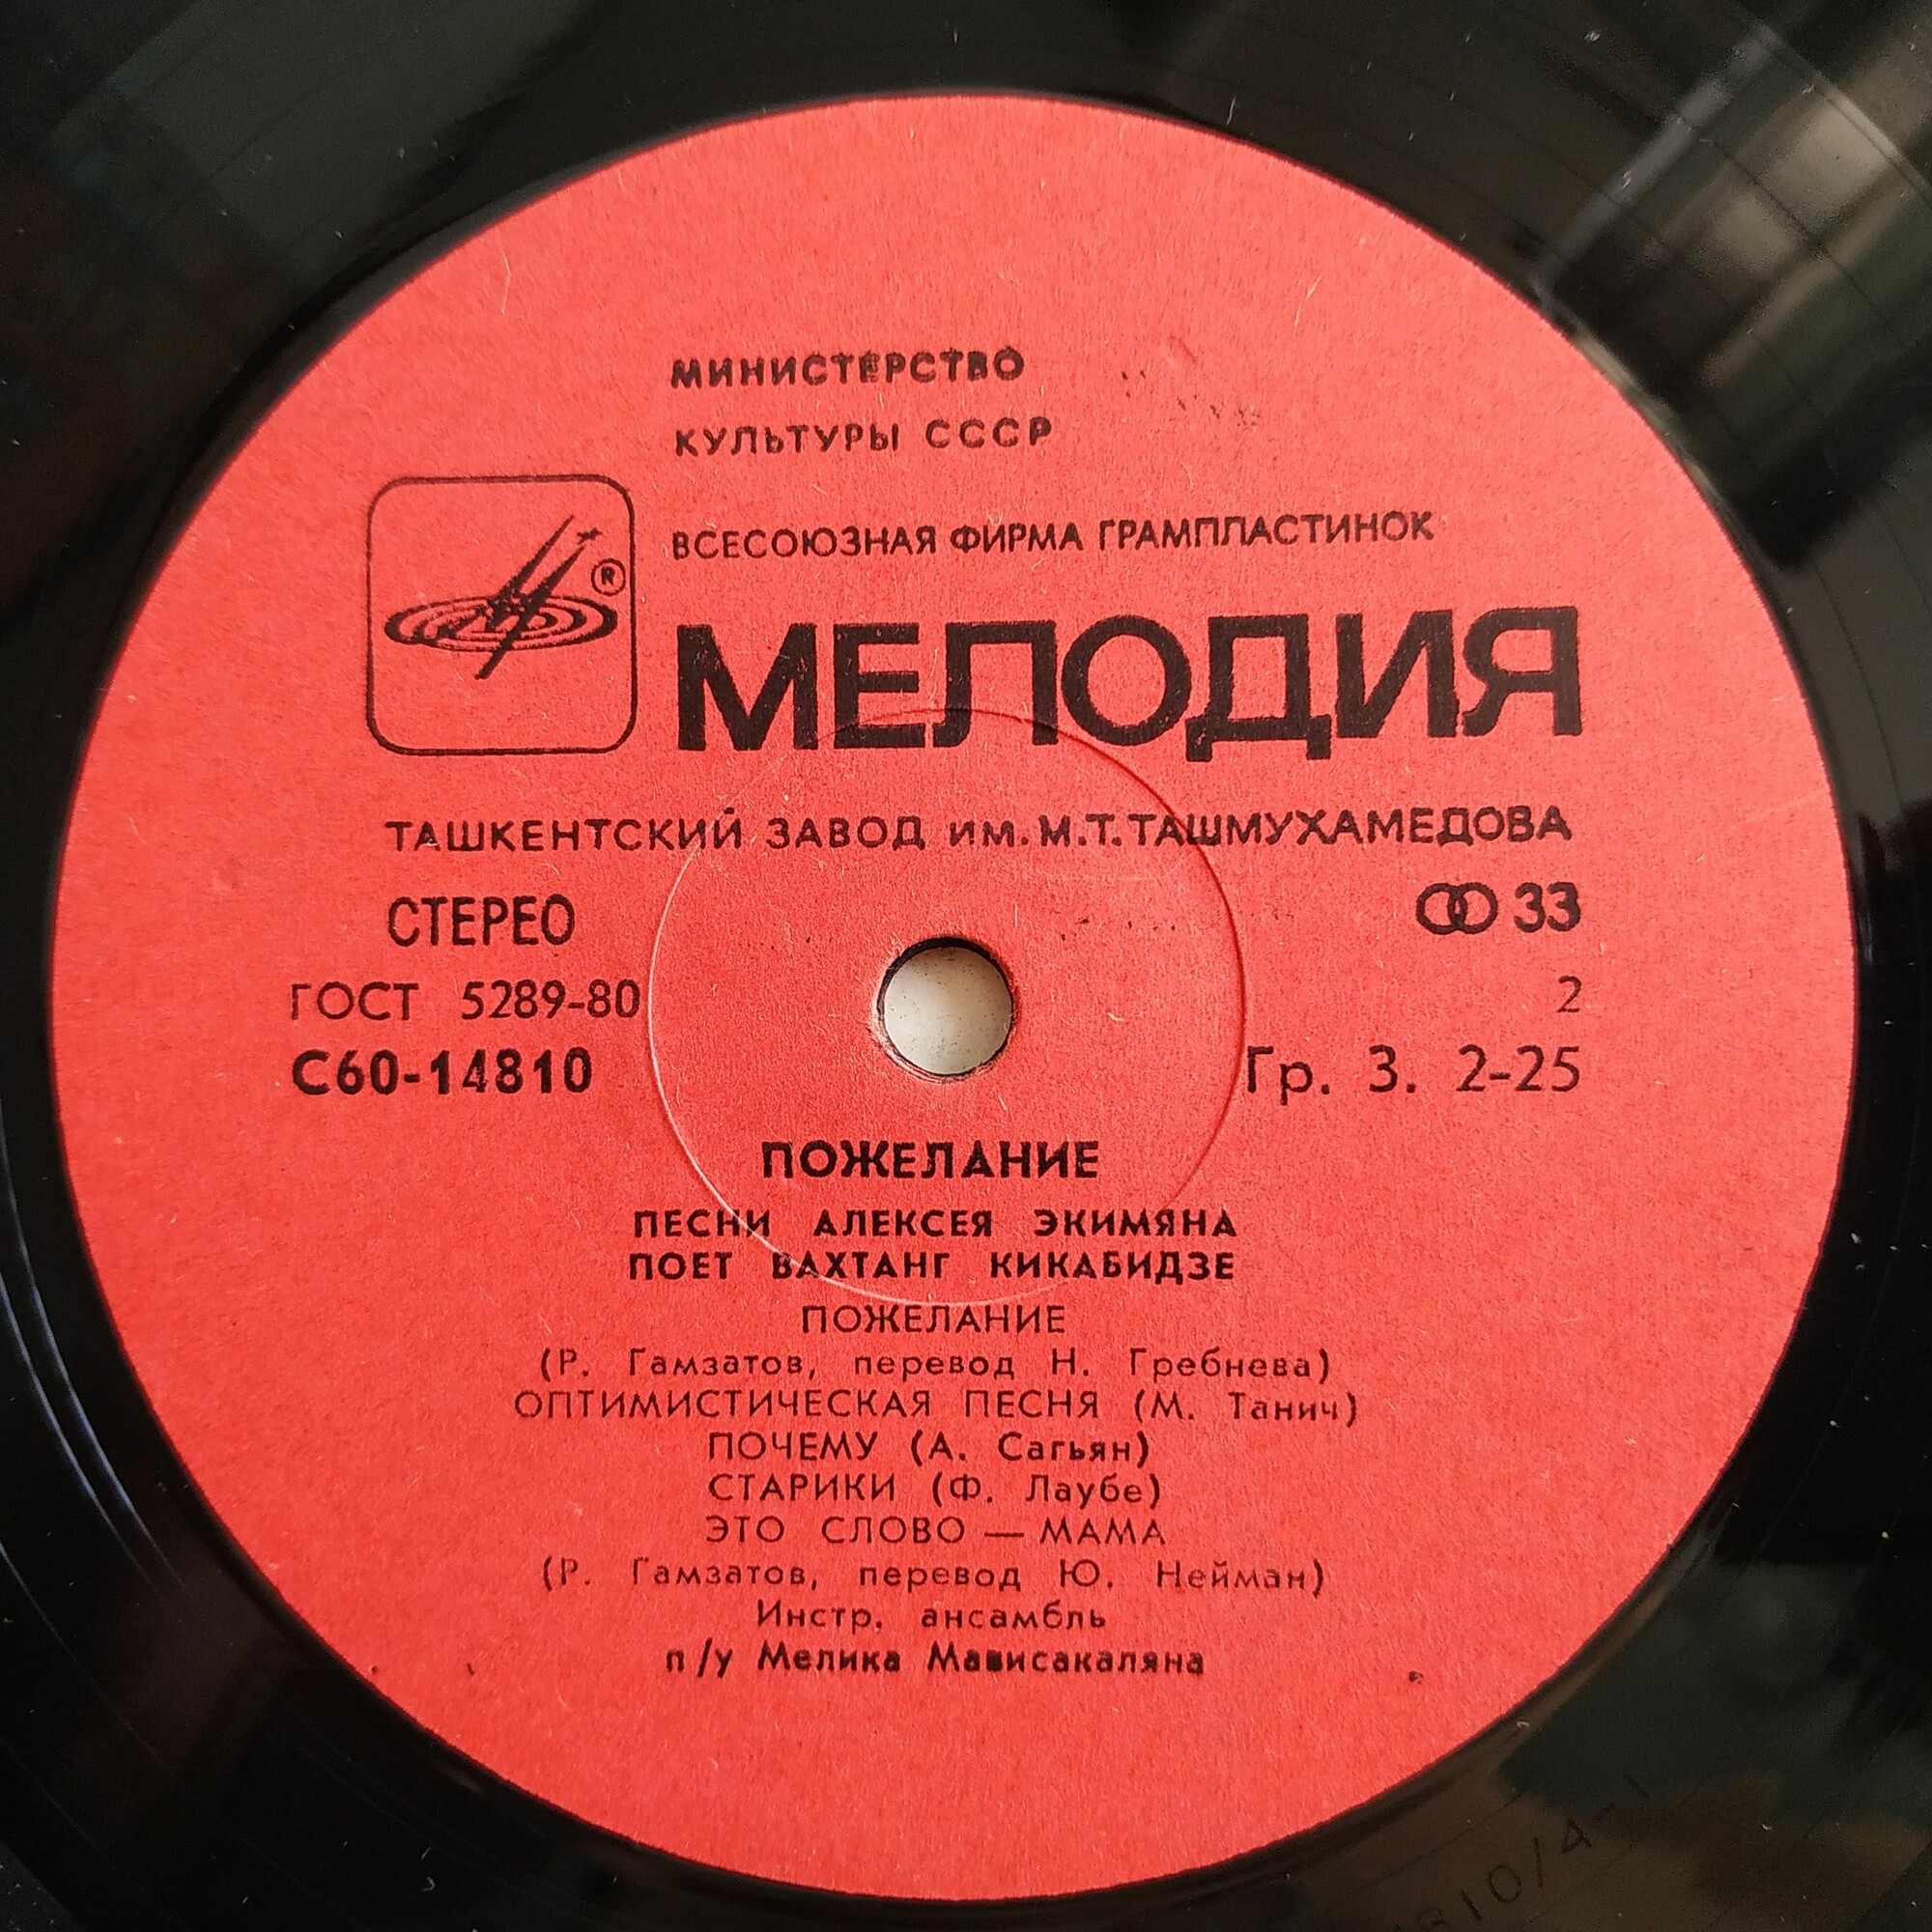 МИНИСТЕРСТВО
КУЛЬТУРЫ СССР
ВСЕСОЮЗНАЯ ФИРМА ГРАМПЛАСТИНОК
®
МЕЛОДИЯ
ТАШКЕНТСКИЙ ЗАВОД ИМ. М.Т. ТАШМУХАМЕДОВА
СТЕРЕО 33
ГОСТ 5289-80 2
С60-14810 Гр. 3. 2-25
ПОЖЕЛАНИЕ
ПЕСНИ АЛЕКСЕЯ ЭКИМЯНА
ПОЕТ ВАХТАНГ КИКАБИДЗЕ
ПОЖЕЛАНИЕ
(Р. Гамзатов, перевод Н. Гребнева)
ОПТИМИСТИЧЕСКАЯ ПЕСНЯ (М. Танич)
ПОЧЕМУ (А. Сагьян)
СТАРИКИ (Ф. Лаубе)
ЭТО СЛОВО — МАМА
(Р. Гамзатов, перевод Ю. Нейман)
Инстр. ансамбль
п/у Мелика Мависакаляна